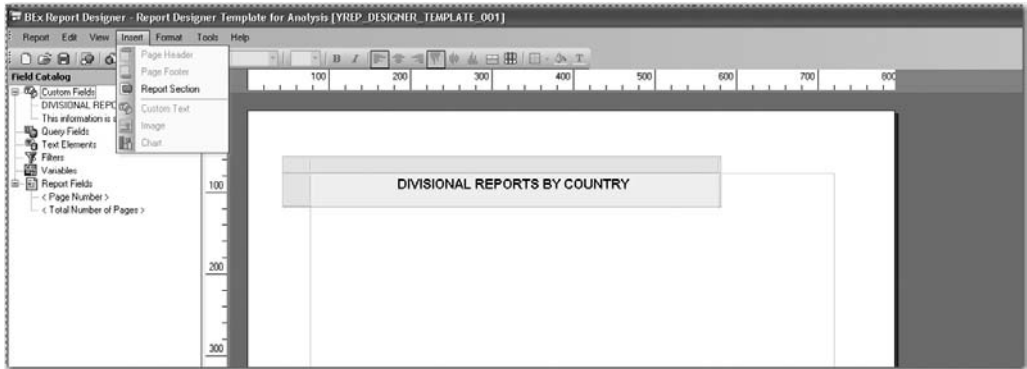 BEx Report Designer - Report Designer Template for Analysis [YREP_DESIGNER_TEMPLATE_001]
Report Edit View Insert Format Tools Help
Page Header
Page Footer
Report Section
Custom Text
Image
Chart
B I T
Field Catalog
Custom Fields
DIVISIONAL REPO
This information is
Query Fields
Text Elements
Filters
Variables
Report Fields
< Page Number >
< Total Number of Pages >
100 200 300 400 500 600 700 800
100
200
300
DIVISIONAL REPORTS BY COUNTRY